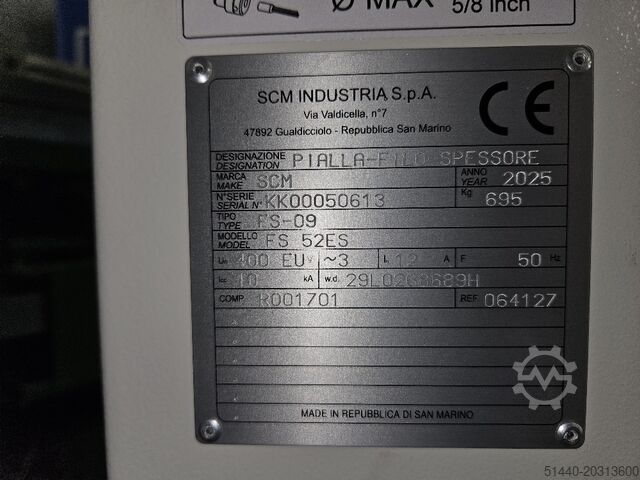 Ø MAX 5/8 inch
SCM INDUSTRIA S.p.A.
Via Valdicella, n°7
47892 Gualdicciolo - Repubblica San Marino
CE
DESIGNAZIONE
DESIGNATION PIALLA-FILO SPESSORE
MARCA
MAKE SCM ANNO
YEAR 2025
N°SERIE
SERIAL N° KK00050613 Kg 695
TIPO
TYPE FS-09
MODELLO
MODEL FS 52ES
Un 400 EU V ~3 I. 12 A F 50 Hz
Icc 10 kA w.d.
COMP. R001701 REF. 064127
MADE IN REPUBBLICA DI SAN MARINO
51440-20313600